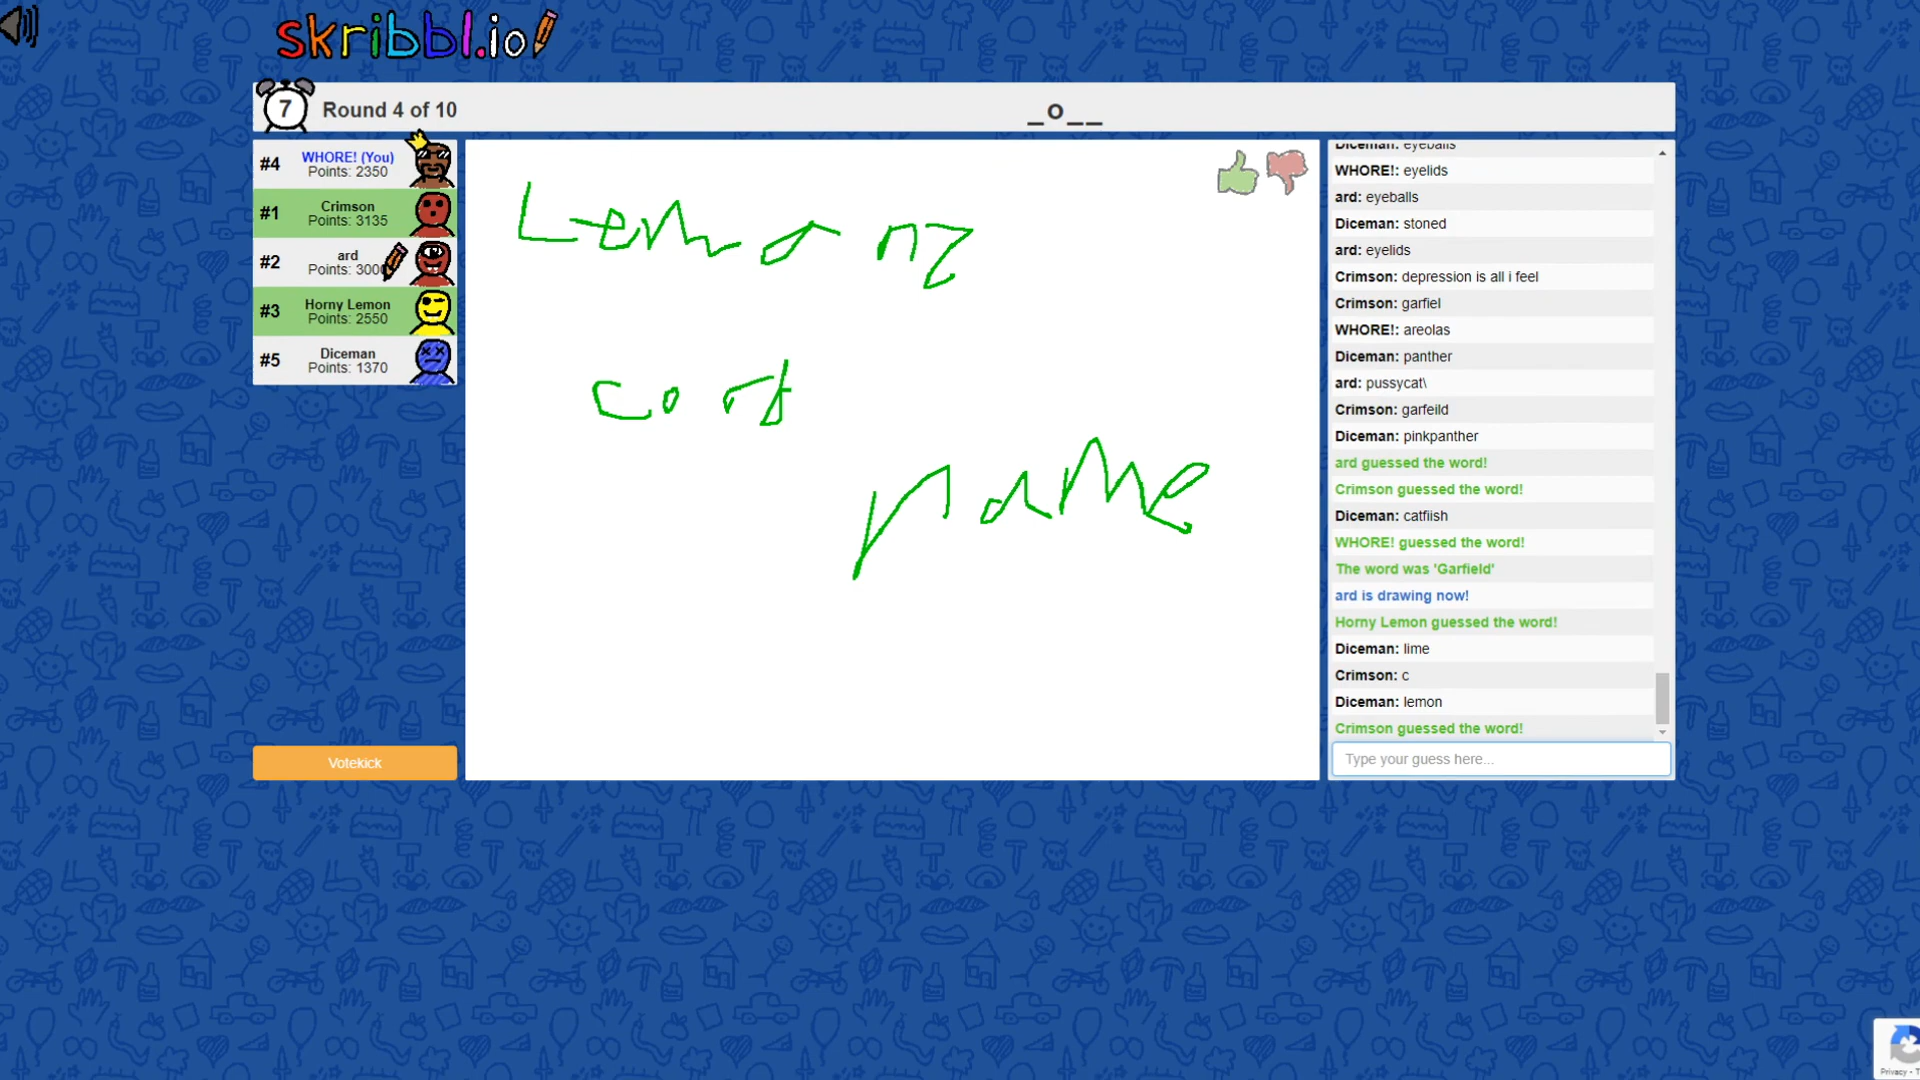 skribbl.io
7
Round 4 of 10
_o__
#4
WHORE! (You)
Points: 2350
#1
Crimson
Points: 3135
#2
ard
Points: 3000
#3
Horny Lemon
Points: 2550
#5
Diceman
Points: 1370
Votekick
Lemonz
name
Diceman: eyeballs
WHORE!: eyelids
ard: eyeballs
Diceman: stoned
ard: eyelids
Crimson: depression is all i feel
Crimson: garfiel
WHORE!: areolas
Diceman: panther
ard: pussycat\
Crimson: garfeild
Diceman: pinkpanther
ard guessed the word!
Crimson guessed the word!
Diceman: catfiish
WHORE! guessed the word!
The word was 'Garfield'
ard is drawing now!
Horny Lemon guessed the word!
Diceman: lime
Crimson: c
Diceman: lemon
Crimson guessed the word!
Type your guess here...